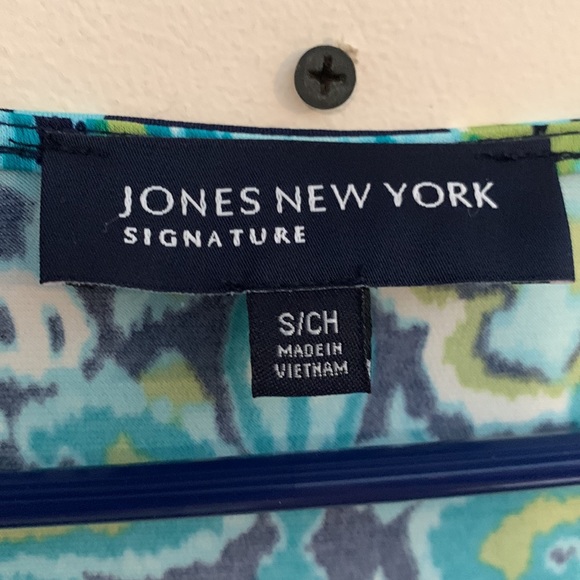 JONES NEW YORK
SIGNATURE
S/CH
MADE IN
VIETNAM